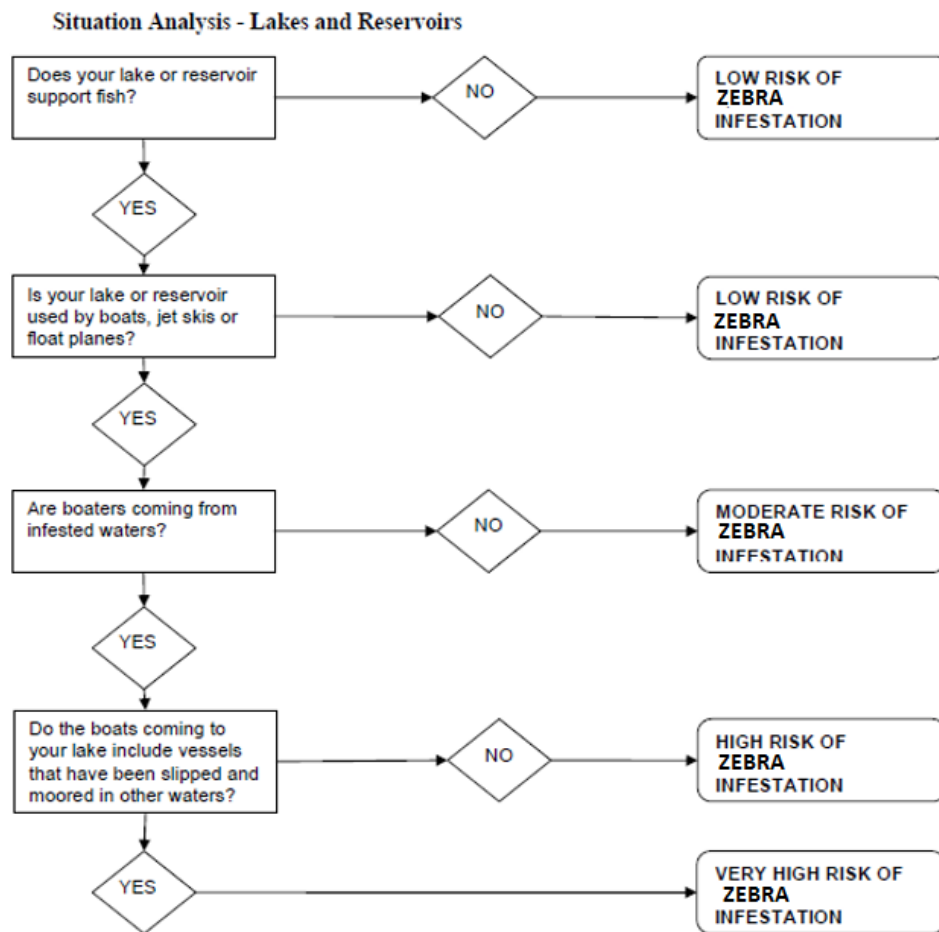 Situation Analysis - Lakes and Reservoirs
Does your lake or reservoir
support fish?
NO
LOW RISK OF
ZEBRA
INFESTATION
YES
Is your lake or reservoir
used by boats, jet skis or
float planes?
NO
LOW RISK OF
ZEBRA
INFESTATION
YES
Are boaters coming from
infested waters?
NO
MODERATE RISK OF
ZEBRA
INFESTATION
YES
Do the boats coming to
your lake include vessels
that have been slipped and
moored in other waters?
NO
HIGH RISK OF
ZEBRA
INFESTATION
YES
VERY HIGH RISK OF
ZEBRA
INFESTATION